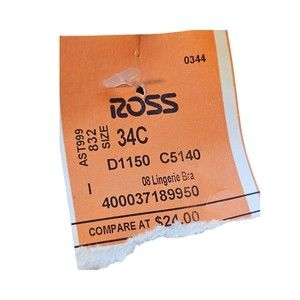 0344
ROSS
AST999
832
SIZE
34C
D1150 C5140
08 Lingerie Bra
I
400037189950
COMPARE AT $24.00